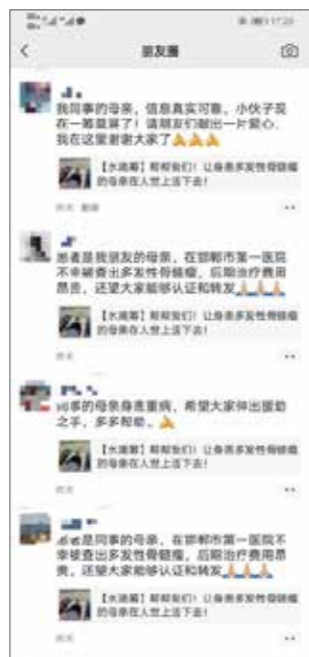 朋友圈
我同事的母亲，信息真实可靠，小伙子现
在一筹莫展了！请朋友们献出一片爱心，
我在这里谢谢大家了🙏🙏🙏
【水滴筹】帮帮我们！让身患多发性骨髓瘤
的母亲在人世上活下去！
昨天
患者是我朋友的母亲，在邯郸市第一医院
不幸被查出多发性骨髓瘤，后期治疗费用
昂贵，还望大家能够认证和转发🙏🙏🙏
【水滴筹】帮帮我们！让身患多发性骨髓瘤
的母亲在人世上活下去！
昨天
同事的母亲身患重病，希望大家伸出援助
之手，多多帮助。🙏
【水滴筹】帮帮我们！让身患多发性骨髓瘤
的母亲在人世上活下去！
昨天
患者是同事的母亲，在邯郸市第一医院不
幸被查出多发性骨髓瘤，后期治疗费用昂
贵，还望大家能够认证和转发🙏🙏🙏
【水滴筹】帮帮我们！让身患多发性骨髓瘤
的母亲在人世上活下去！
昨天